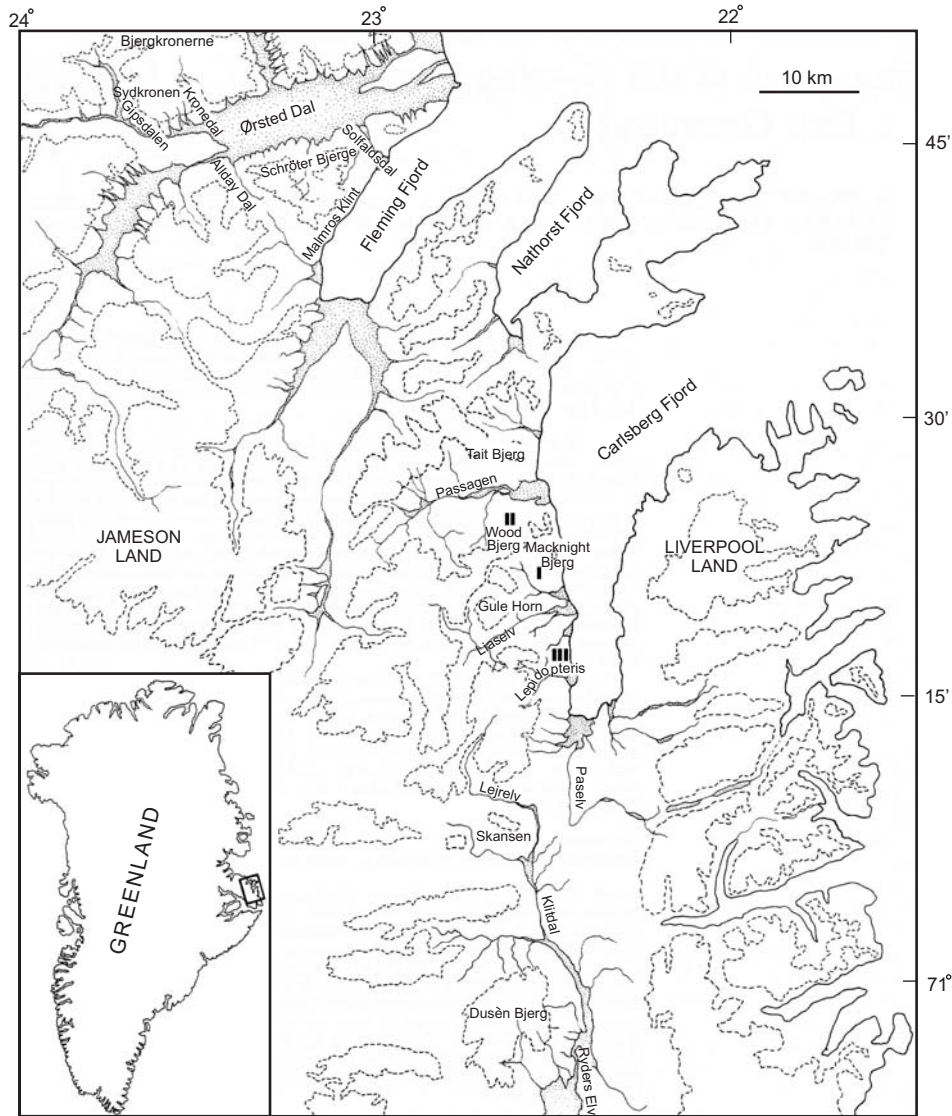 24°
23°
22°
Bjergkronerne
10 km
Sydkronen
Kronedal
Gipsdalen
Ørsted Dal
Solfaldsdal
45'
Schröter Bjerge
Allday Dal
Malmros Klint
Fleming Fjord
Nathorst Fjord
Carlsberg Fjord
30'
Tait Bjerg
Passagen
II
Wood
Bjerg
Macknight
Bjerg
I
JAMESON
LAND
LIVERPOOL
LAND
Gule Horn
Liaselv
III
Lepidopteris
15'
Lejrelv
Paselv
Skansen
Klitdal
GREENLAND
71°
Dusèn Bjerg
Ryders Elv